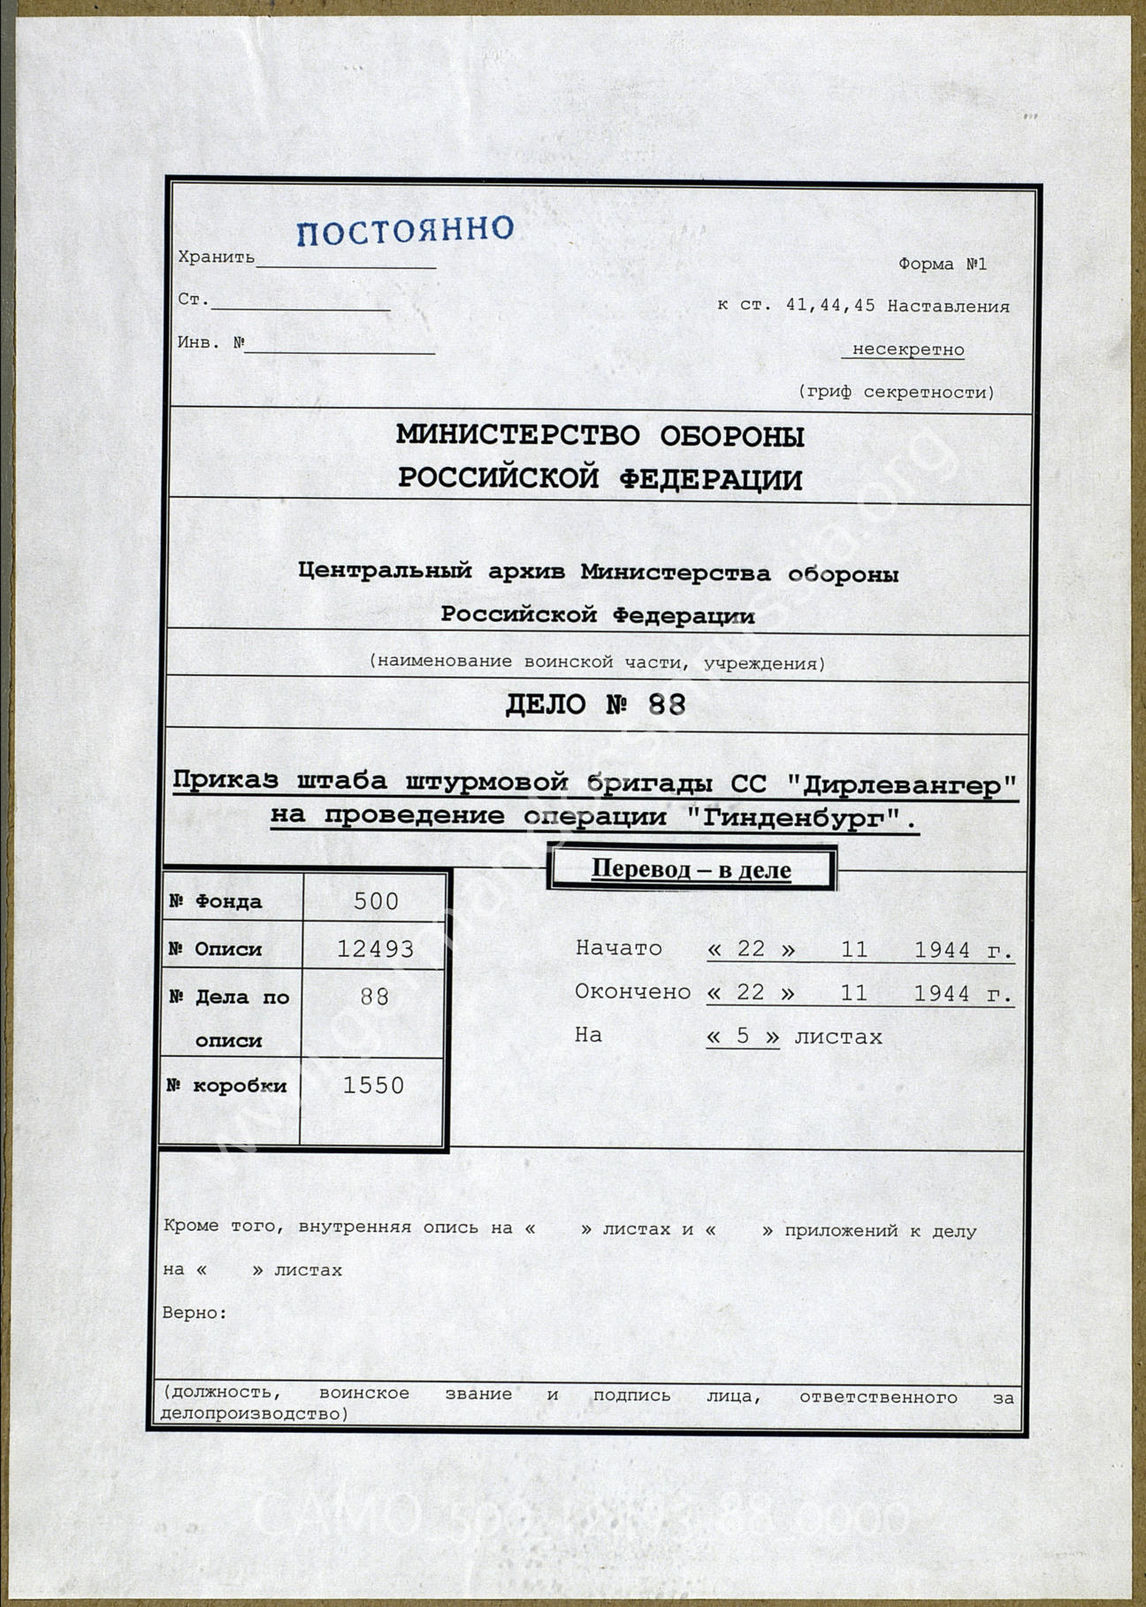 ПОСТОЯННО
Хранить
Форма №1
Ст.
к ст. 41,44,45 Наставления
Инв. №
несекретно
(гриф секретности)
МИНИСТЕРСТВО ОБОРОНЫ
РОССИЙСКОЙ ФЕДЕРАЦИИ
Центральный архив Министерства обороны
Российской Федерации
(наименование воинской части, учреждения)
ДЕЛО № 88
Приказ штаба штурмовой бригады СС "Дирлевангер"
на проведение операции "Гинденбург".
Перевод – в деле
№ Фонда 500
№ Описи 12493
№ Дела по 88
описи
№ коробки 1550
Начато « 22 » 11 1944 г.
Окончено « 22 » 11 1944 г.
На « 5 » листах
Кроме того, внутренняя опись на « » листах и « » приложений к делу
на « » листах
Верно:
(должность, воинское звание и подпись лица, ответственного за
делопроизводство)